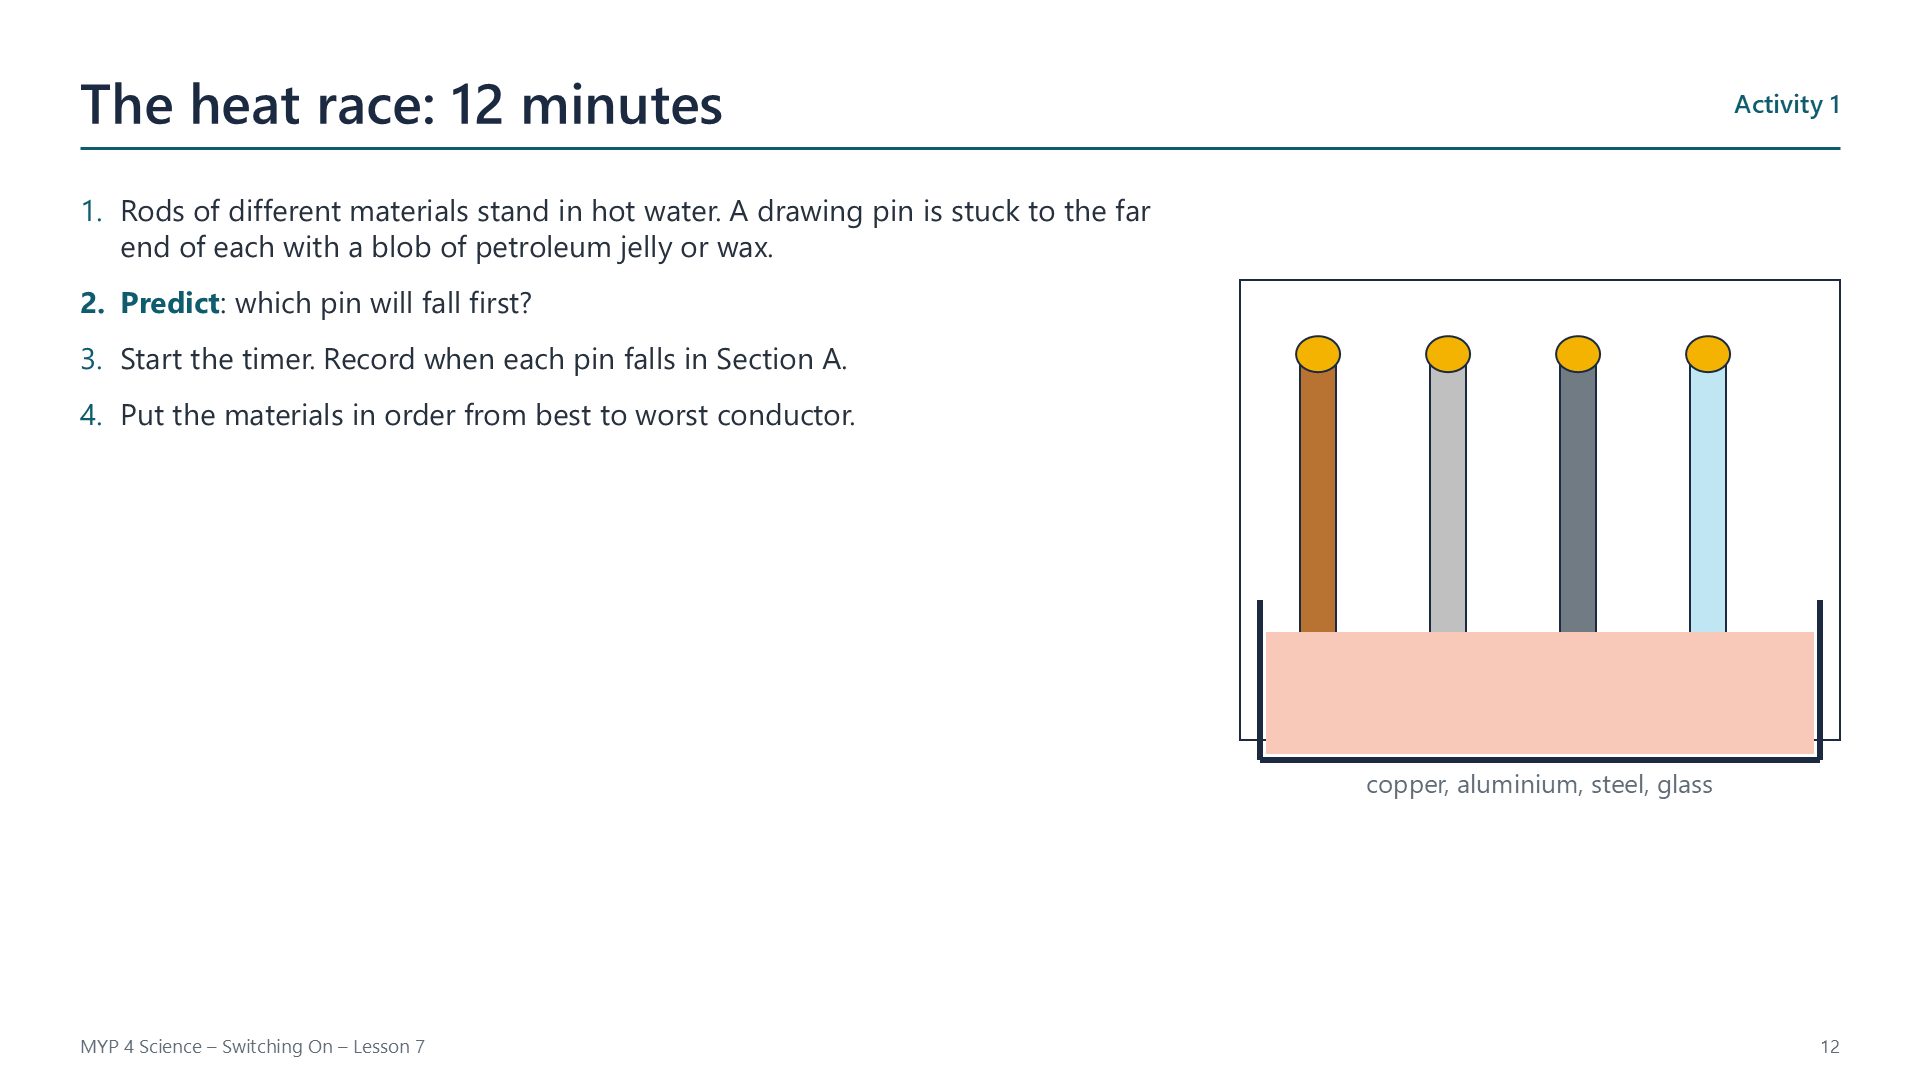 The heat race: 12 minutes
Activity 1
1. Rods of different materials stand in hot water. A drawing pin is stuck to the far
end of each with a blob of petroleum jelly or wax.
2. Predict: which pin will fall first?
3. Start the timer. Record when each pin falls in Section A.
4. Put the materials in order from best to worst conductor.
copper, aluminium, steel, glass
MYP 4 Science – Switching On – Lesson 7
12